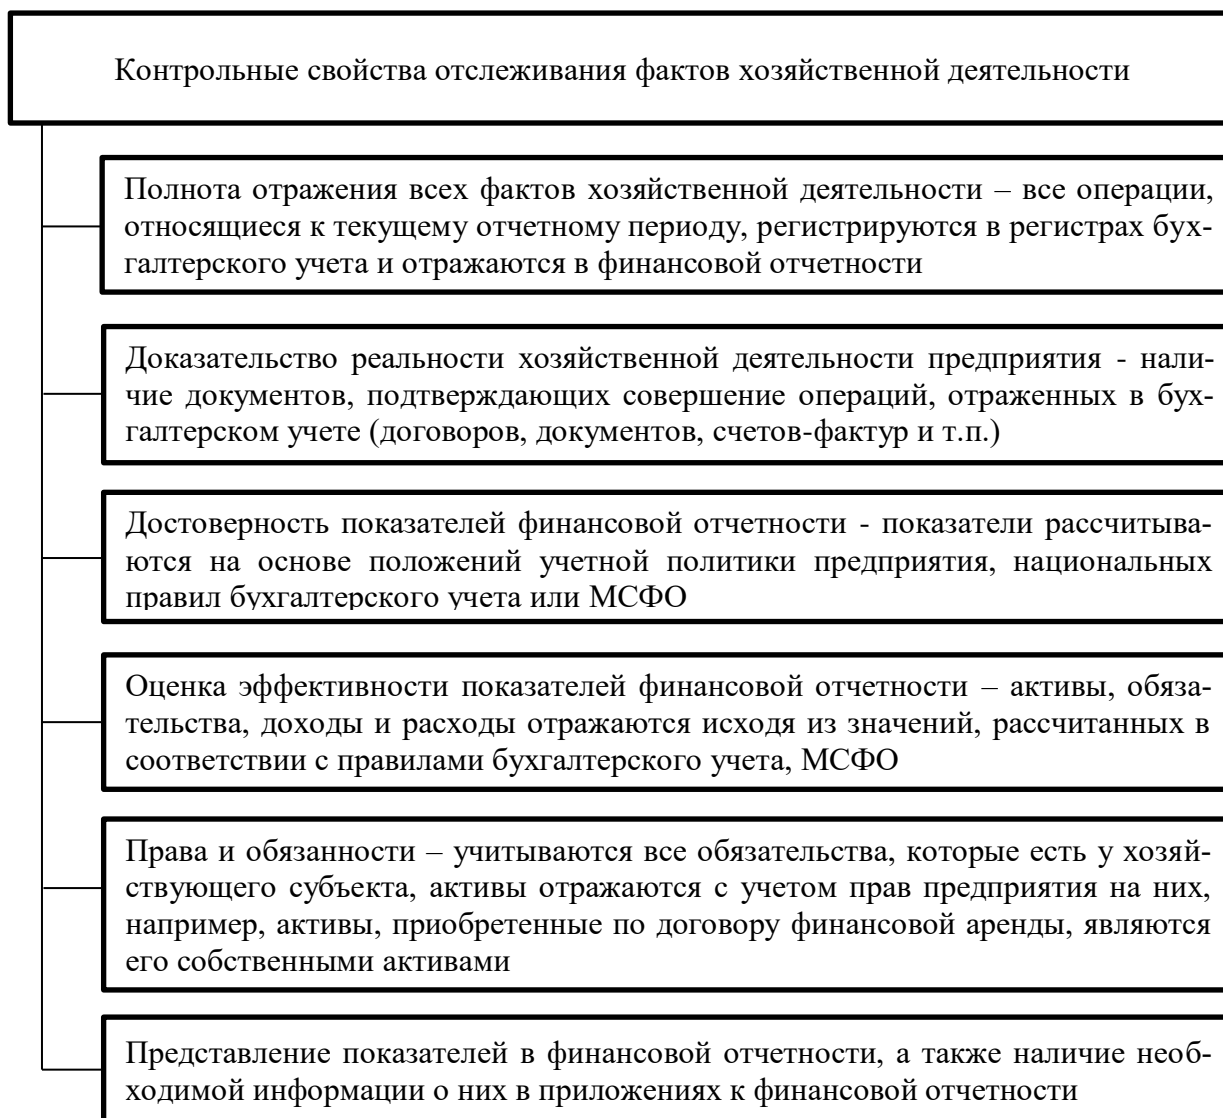 Контрольные свойства отслеживания фактов хозяйственной деятельности
Полнота отражения всех фактов хозяйственной деятельности – все операции,
относящиеся к текущему отчетному периоду, регистрируются в регистрах бух-
галтерского учета и отражаются в финансовой отчетности
Доказательство реальности хозяйственной деятельности предприятия - нали-
чие документов, подтверждающих совершение операций, отраженных в бух-
галтерском учете (договоров, документов, счетов-фактур и т.п.)
Достоверность показателей финансовой отчетности - показатели рассчитыва-
ются на основе положений учетной политики предприятия, национальных
правил бухгалтерского учета или МСФО
Оценка эффективности показателей финансовой отчетности – активы, обяза-
тельства, доходы и расходы отражаются исходя из значений, рассчитанных в
соответствии с правилами бухгалтерского учета, МСФО
Права и обязанности – учитываются все обязательства, которые есть у хозяй-
ствующего субъекта, активы отражаются с учетом прав предприятия на них,
например, активы, приобретенные по договору финансовой аренды, являются
его собственными активами
Представление показателей в финансовой отчетности, а также наличие необ-
ходимой информации о них в приложениях к финансовой отчетности